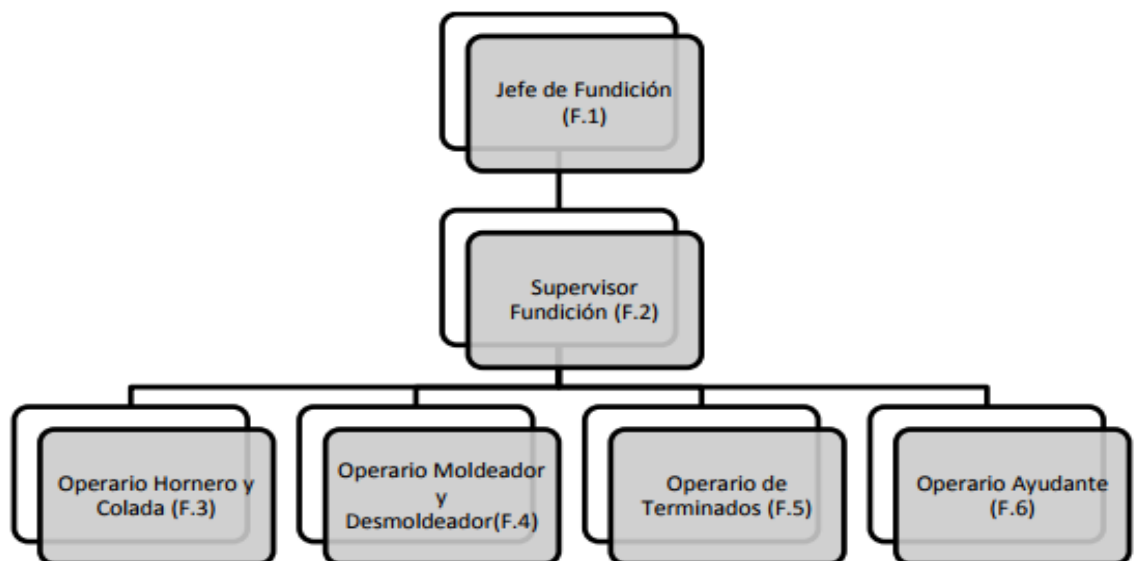 Jefe de Fundición
(F.1)
Supervisor
Fundición (F.2)
Operario Hornero y
Colada (F.3)
Operario Moldeador
y
Desmoldeador(F.4)
Operario de
Terminados (F.5)
Operario Ayudante
(F.6)